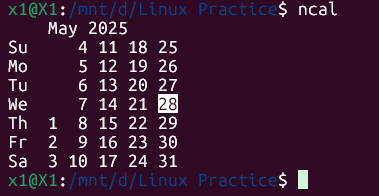 x1@X1:/mnt/d/Linux Practice$ ncal
    May 2025
Su     4 11 18 25
Mo     5 12 19 26
Tu     6 13 20 27
We     7 14 21 28
Th  1  8 15 22 29
Fr  2  9 16 23 30
Sa  3 10 17 24 31
x1@X1:/mnt/d/Linux Practice$